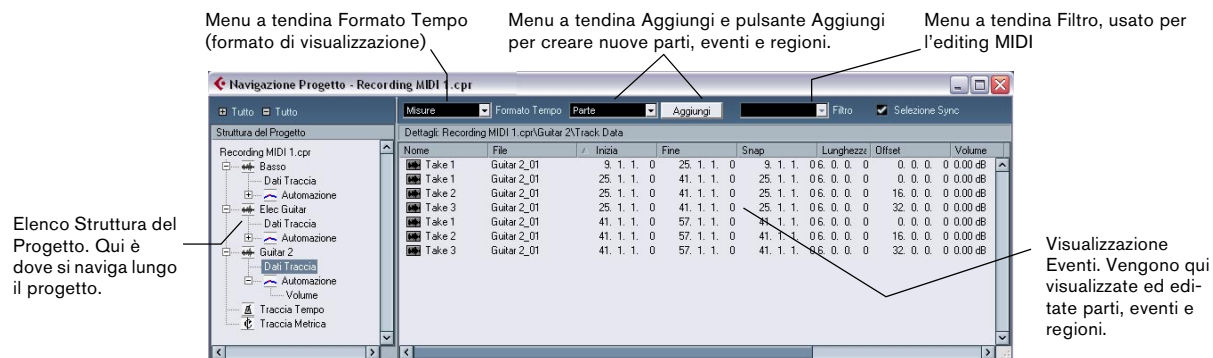 Menu a tendina Formato Tempo
(formato di visualizzazione)
Menu a tendina Aggiungi e pulsante Aggiungi
per creare nuove parti, eventi e regioni.
Menu a tendina Filtro, usato per
l'editing MIDI
Navigazione Progetto - Recording MIDI 1.cpr
Tutto Tutto
Misure Formato Tempo Parte Aggiungi Filtro Selezione Sync
Struttura del Progetto
Dettagli: Recording MIDI 1.cpr\Guitar 2\Track Data
Recording MIDI 1.cpr
Basso
Dati Traccia
Automazione
Elec Guitar
Dati Traccia
Automazione
Guitar 2
Dati Traccia
Automazione
Volume
Traccia Tempo
Traccia Metrica
Nome File Inizia Fine Snap Lunghezza Offset Volume
Take 1 Guitar 2_01 9. 1. 1. 0 25. 1. 1. 0 9. 1. 1. 0 6. 0. 0. 0 0. 0. 0. 0 0.00 dB
Take 1 Guitar 2_01 25. 1. 1. 0 41. 1. 1. 0 25. 1. 1. 0 6. 0. 0. 0 0. 0. 0. 0 0.00 dB
Take 2 Guitar 2_01 25. 1. 1. 0 41. 1. 1. 0 25. 1. 1. 0 6. 0. 0. 0 16. 0. 0. 0 0.00 dB
Take 3 Guitar 2_01 25. 1. 1. 0 41. 1. 1. 0 25. 1. 1. 0 6. 0. 0. 0 32. 0. 0. 0 0.00 dB
Take 1 Guitar 2_01 41. 1. 1. 0 57. 1. 1. 0 41. 1. 1. 0 6. 0. 0. 0 0. 0. 0. 0 0.00 dB
Take 2 Guitar 2_01 41. 1. 1. 0 57. 1. 1. 0 41. 1. 1. 0 6. 0. 0. 0 16. 0. 0. 0 0.00 dB
Take 3 Guitar 2_01 41. 1. 1. 0 57. 1. 1. 0 41. 1. 1. 0 6. 0. 0. 0 32. 0. 0. 0 0.00 dB
Elenco Struttura del
Progetto. Qui è
dove si naviga lungo
il progetto.
Visualizzazione
Eventi. Vengono qui
visualizzate ed edi-
tate parti, eventi e
regioni.